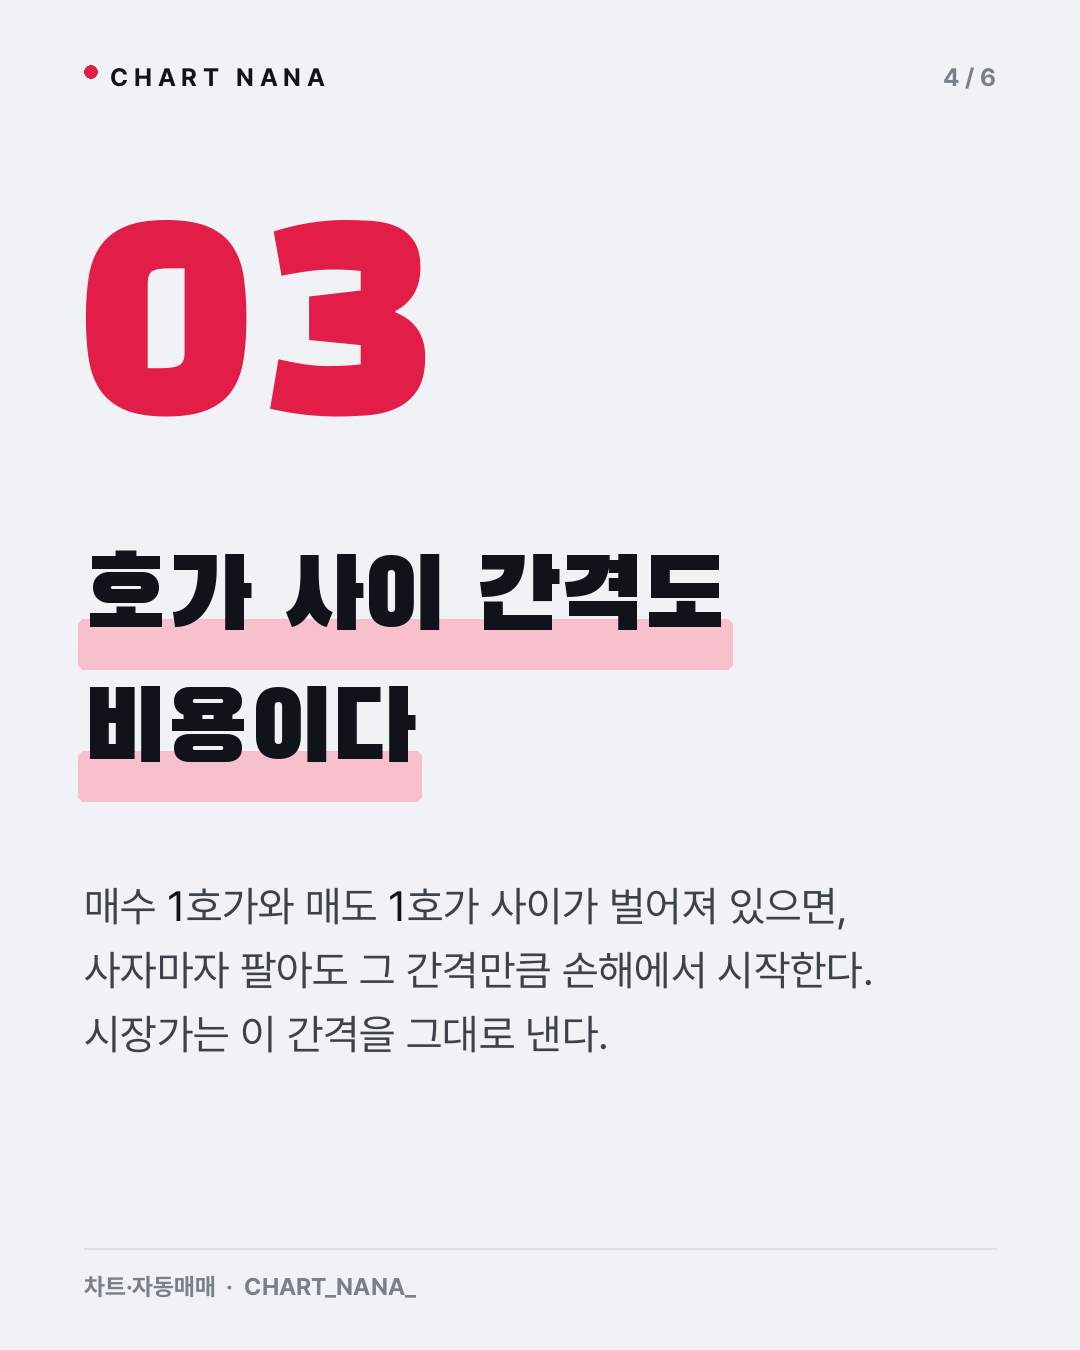 CHART NANA
4 / 6
03
호가 사이 간격도
비용이다
매수 1호가와 매도 1호가 사이가 벌어져 있으면,
사자마자 팔아도 그 간격만큼 손해에서 시작한다.
시장가는 이 간격을 그대로 낸다.
차트·자동매매 · CHART_NANA_